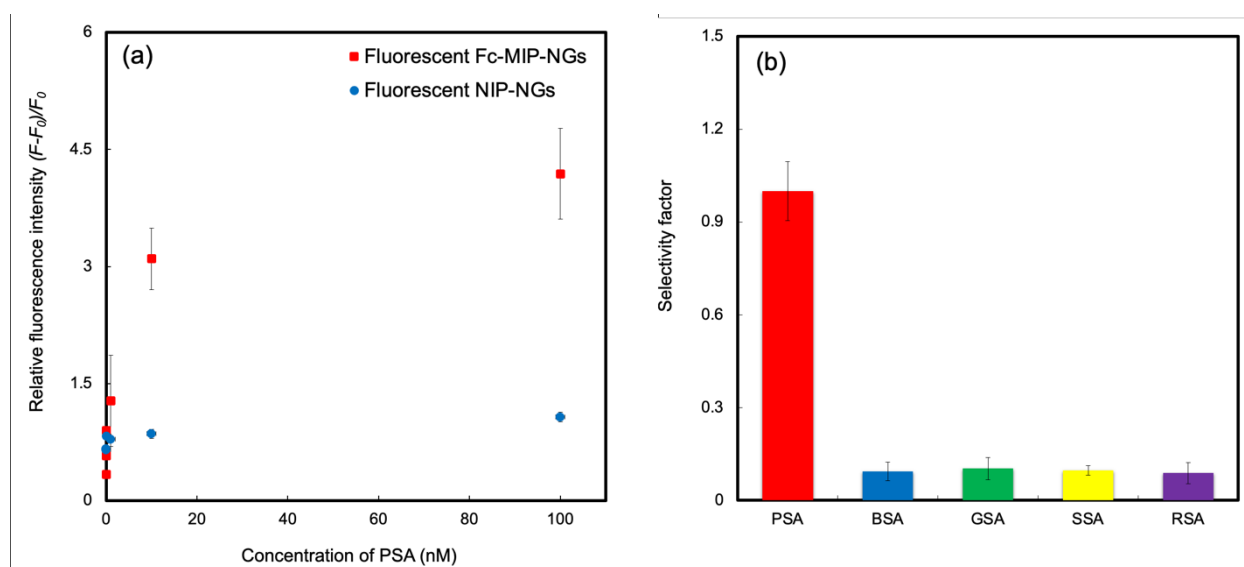 (a)
Fluorescent Fc-MIP-NGs
Fluorescent NIP-NGs
Relative fluorescence intensity (F-F0)/F0
6
4.5
3
1.5
0
0 20 40 60 80 100
Concentration of PSA (nM)
(b)
Selectivity factor
1.5
1.2
0.9
0.6
0.3
0
PSA BSA GSA SSA RSA